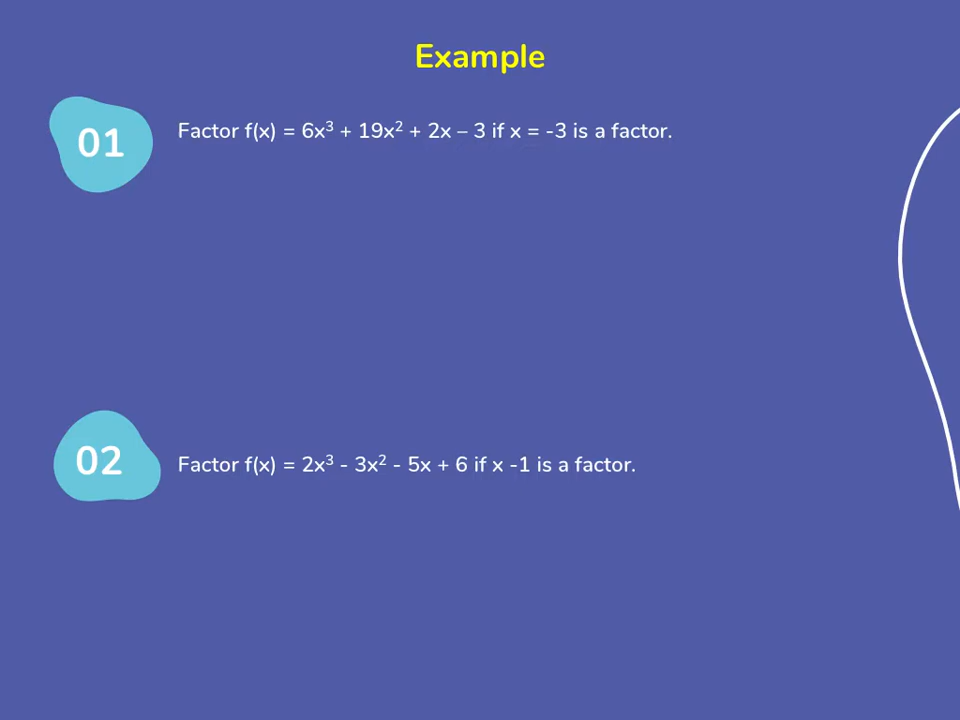 Example
01
Factor f(x) = 6x³ + 19x² + 2x – 3 if x = -3 is a factor.
02
Factor f(x) = 2x³ - 3x² - 5x + 6 if x -1 is a factor.